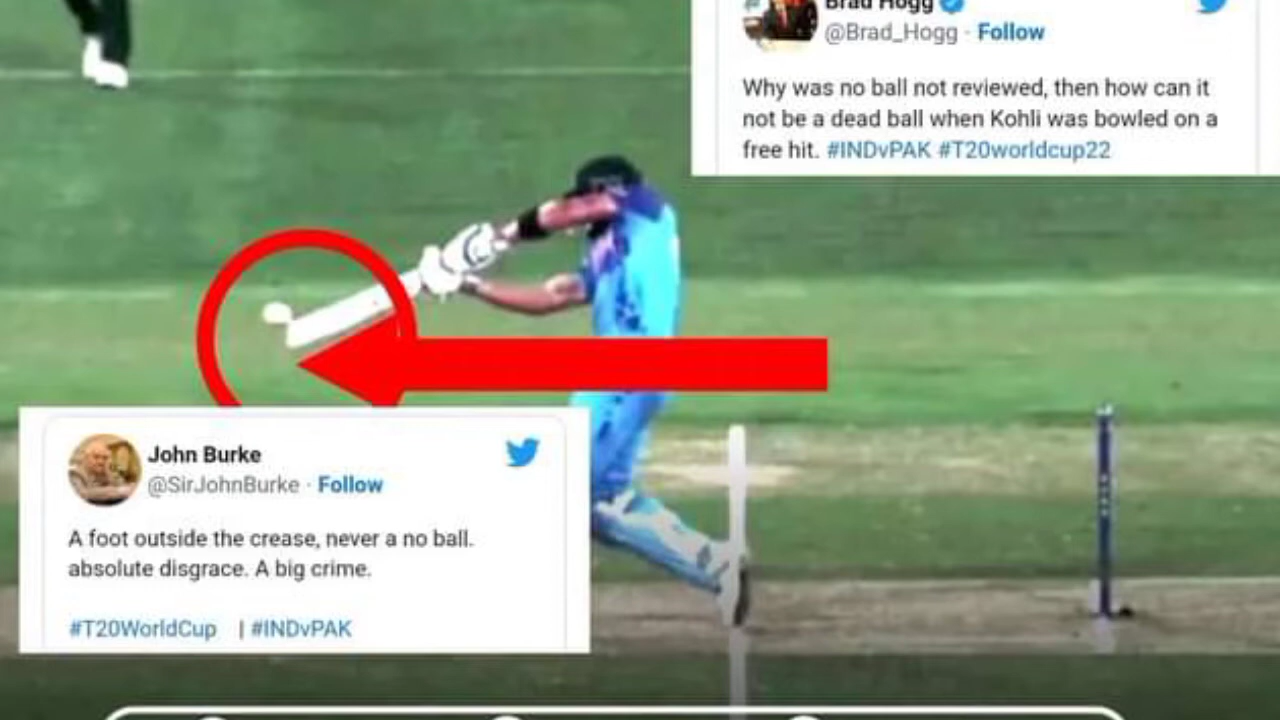 Brad Hogg
@Brad_Hogg · Follow
Why was no ball not reviewed, then how can it
not be a dead ball when Kohli was bowled on a
free hit. #INDvPAK #T20worldcup22
John Burke
@SirJohnBurke · Follow
A foot outside the crease, never a no ball.
absolute disgrace. A big crime.
#T20WorldCup | #INDvPAK